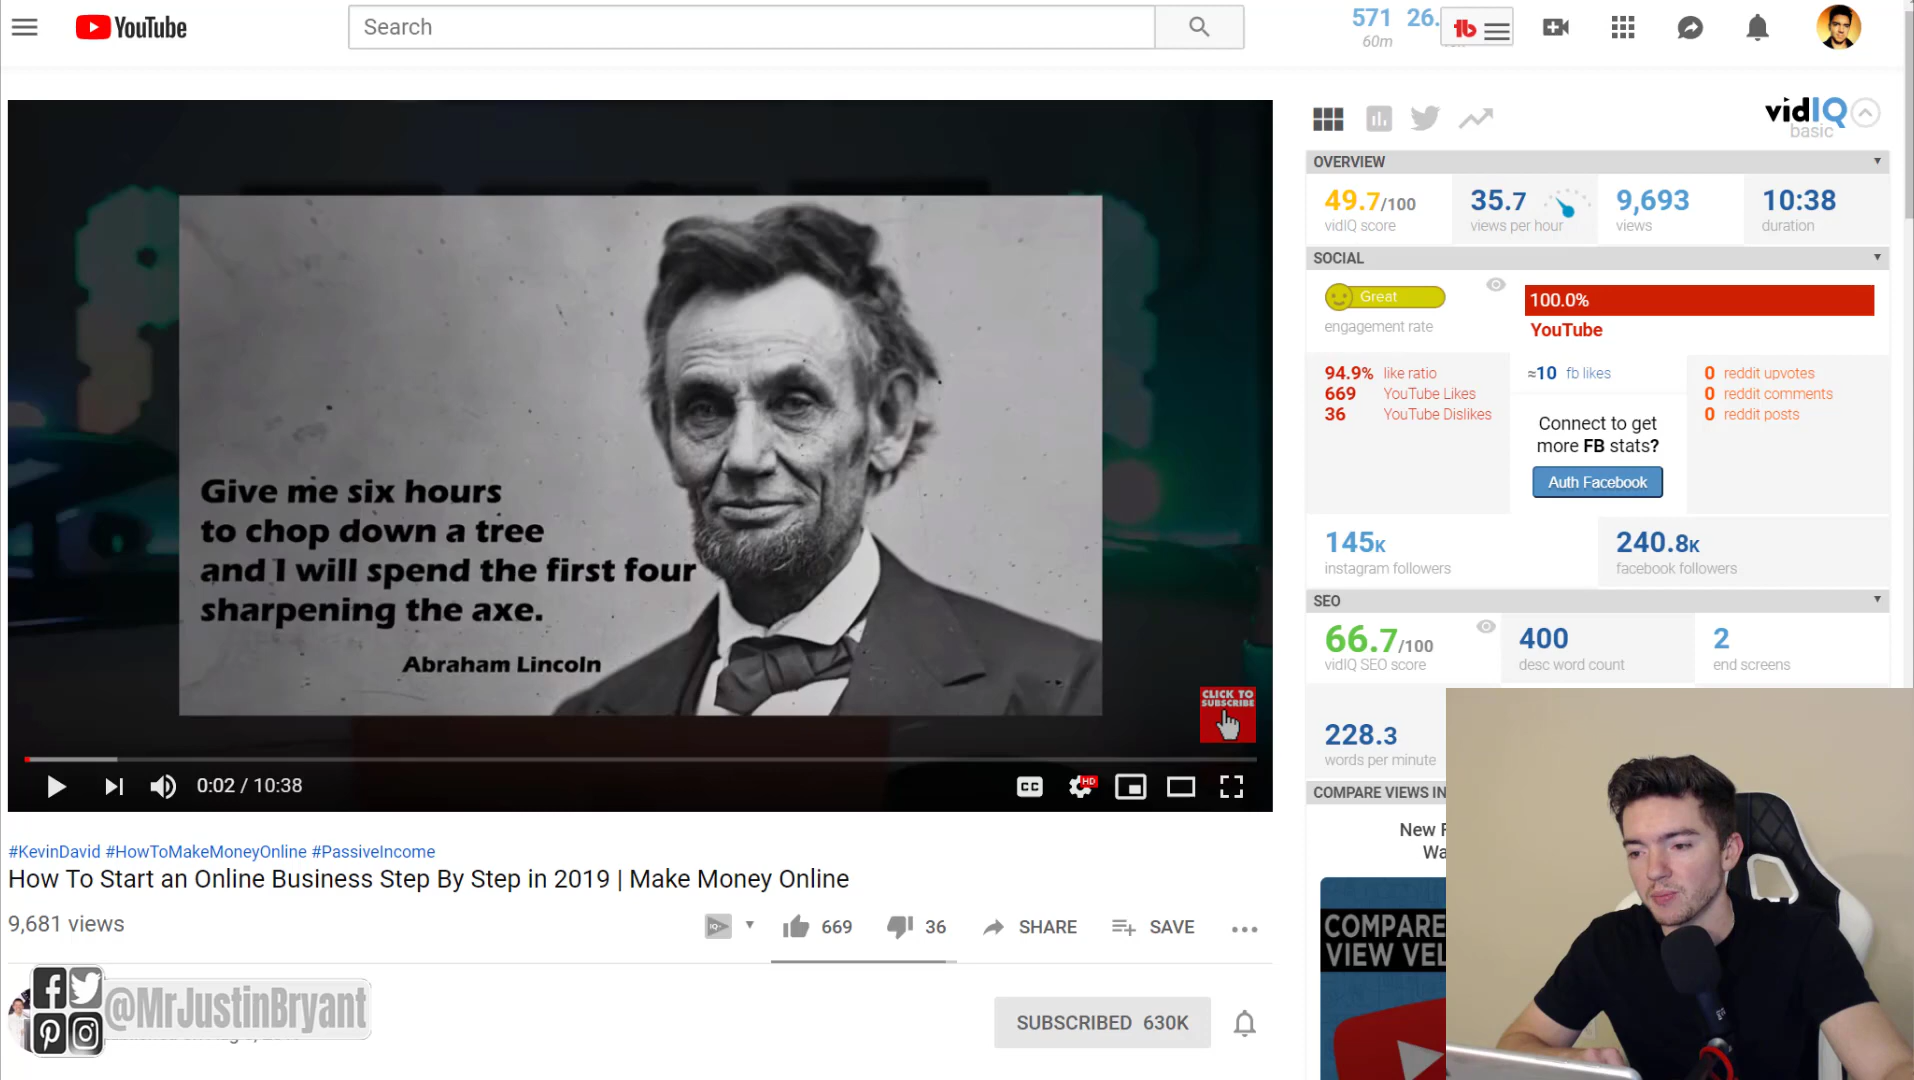 YouTube
Search
571
60m
26.
vidIQ
basic
OVERVIEW
49.7/100
vidIQ score
35.7
views per hour
9,693
views
10:38
duration
SOCIAL
Great
engagement rate
100.0%
YouTube
94.9% like ratio
669 YouTube Likes
36 YouTube Dislikes
≈10 fb likes
Connect to get
more FB stats?
Auth Facebook
0 reddit upvotes
0 reddit comments
0 reddit posts
145K
instagram followers
240.8K
facebook followers
SEO
66.7/100
vidIQ SEO score
400
desc word count
2
end screens
228.3
words per minute
COMPARE VIEWS IN
New
Wa
COMPARE
VIEW VEL
Give me six hours
to chop down a tree
and I will spend the first four
sharpening the axe.
Abraham Lincoln
CLICK TO
SUBSCRIBE
0:02 / 10:38
CC
HD
#KevinDavid #HowToMakeMoneyOnline #PassiveIncome
How To Start an Online Business Step By Step in 2019 | Make Money Online
9,681 views
669
36
SHARE
SAVE
@MrJustinBryant
SUBSCRIBED 630K